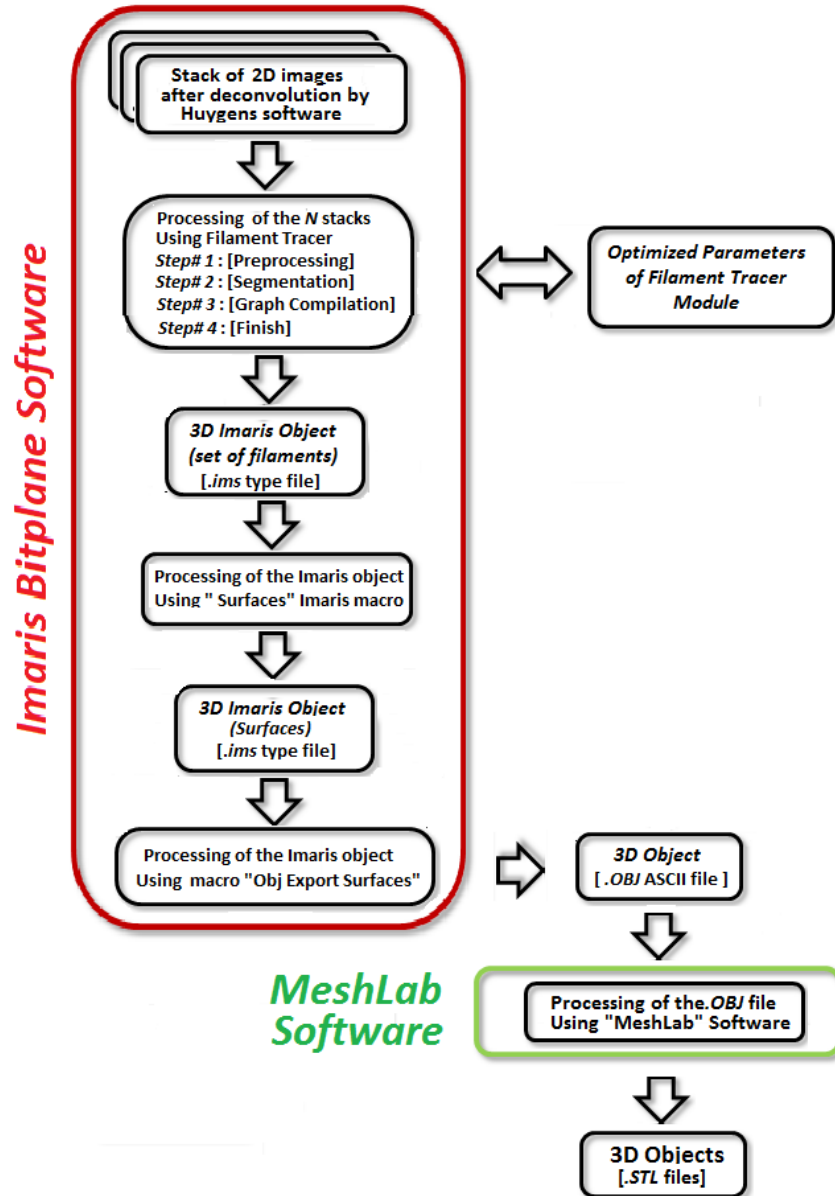 Imaris Bitplane Software
Stack of 2D images
after deconvolution by
Huygens software
Processing of the N stacks
Using Filament Tracer
Step# 1 : [Preprocessing]
Step# 2 : [Segmentation]
Step# 3 : [Graph Compilation]
Step# 4 : [Finish]
Optimized Parameters
of Filament Tracer
Module
3D Imaris Object
(set of filaments)
[.ims type file]
Processing of the Imaris object
Using " Surfaces" Imaris macro
3D Imaris Object
(Surfaces)
[.ims type file]
Processing of the Imaris object
Using macro "Obj Export Surfaces"
3D Object
[ .OBJ ASCII file ]
MeshLab
Software
Processing of the.OBJ file
Using "MeshLab" Software
3D Objects
[.STL files]